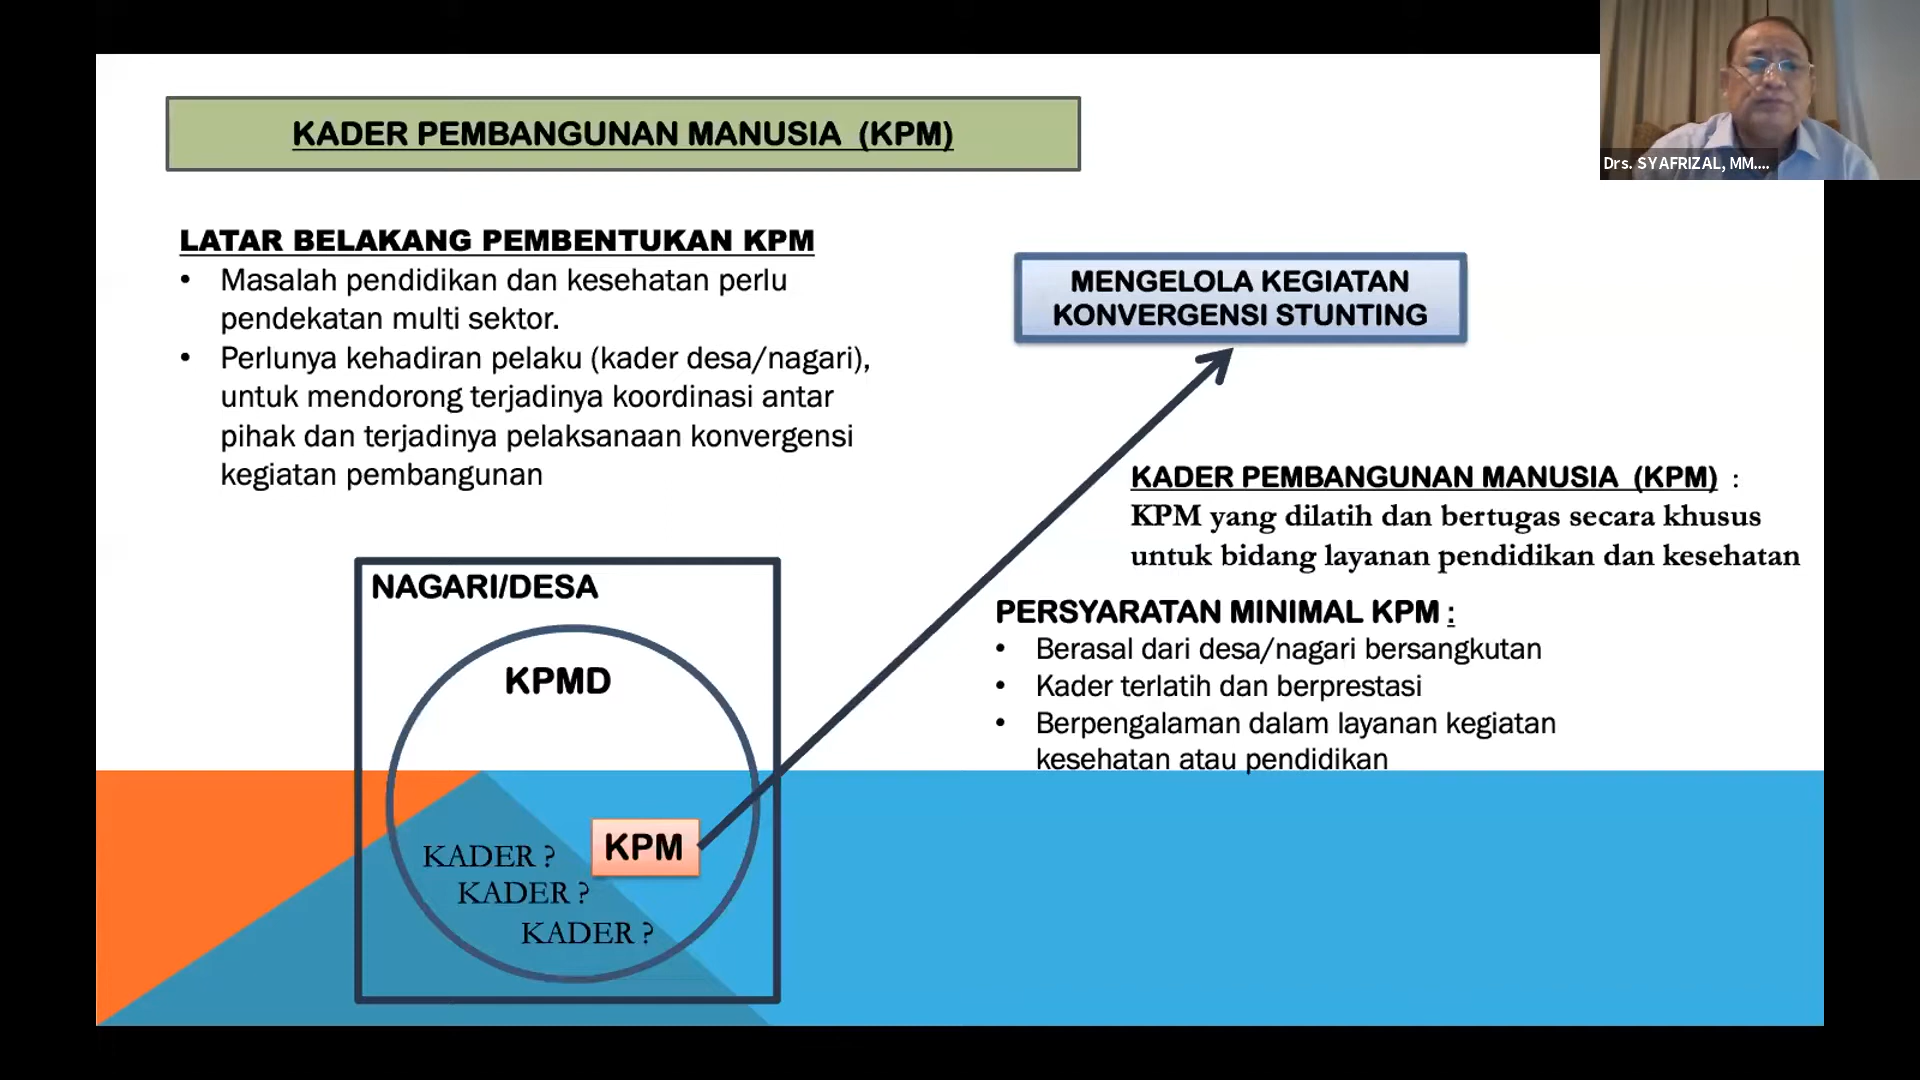 KADER PEMBANGUNAN MANUSIA (KPM)
Drs. SYAFRIZAL, MM....
LATAR BELAKANG PEMBENTUKAN KPM
• Masalah pendidikan dan kesehatan perlu
pendekatan multi sektor.
• Perlunya kehadiran pelaku (kader desa/nagari),
untuk mendorong terjadinya koordinasi antar
pihak dan terjadinya pelaksanaan konvergensi
kegiatan pembangunan
MENGELOLA KEGIATAN
KONVERGENSI STUNTING
KADER PEMBANGUNAN MANUSIA (KPM) :
KPM yang dilatih dan bertugas secara khusus
untuk bidang layanan pendidikan dan kesehatan
PERSYARATAN MINIMAL KPM :
• Berasal dari desa/nagari bersangkutan
• Kader terlatih dan berprestasi
• Berpengalaman dalam layanan kegiatan
kesehatan atau pendidikan
NAGARI/DESA
KPMD
KPM
KADER ?
KADER ?
KADER ?